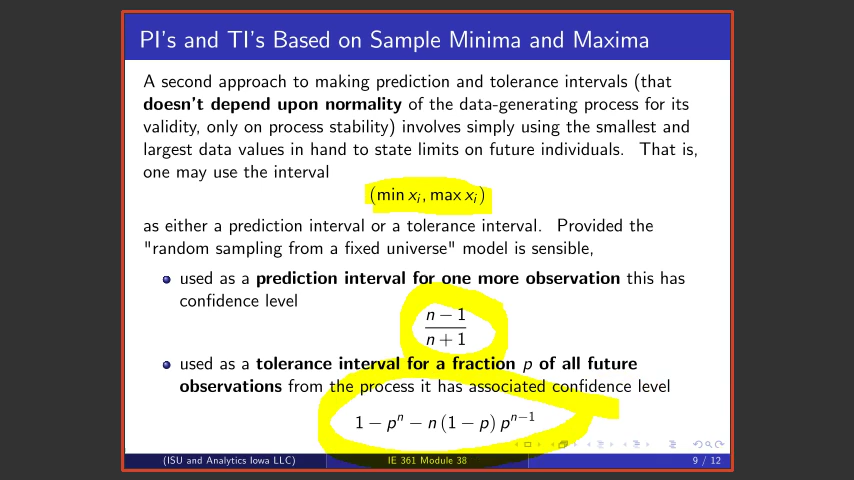 PI's and TI's Based on Sample Minima and Maxima
A second approach to making prediction and tolerance intervals (that
doesn't depend upon normality of the data-generating process for its
validity, only on process stability) involves simply using the smallest and
largest data values in hand to state limits on future individuals. That is,
one may use the interval
(min xᵢ, max xᵢ)
as either a prediction interval or a tolerance interval. Provided the
"random sampling from a fixed universe" model is sensible,
used as a prediction interval for one more observation this has
confidence level
n − 1
n + 1
used as a tolerance interval for a fraction p of all future
observations from the process it has associated confidence level
1 − pⁿ − n (1 − p) pⁿ⁻¹
(ISU and Analytics Iowa LLC) IE 361 Module 38 9 / 12